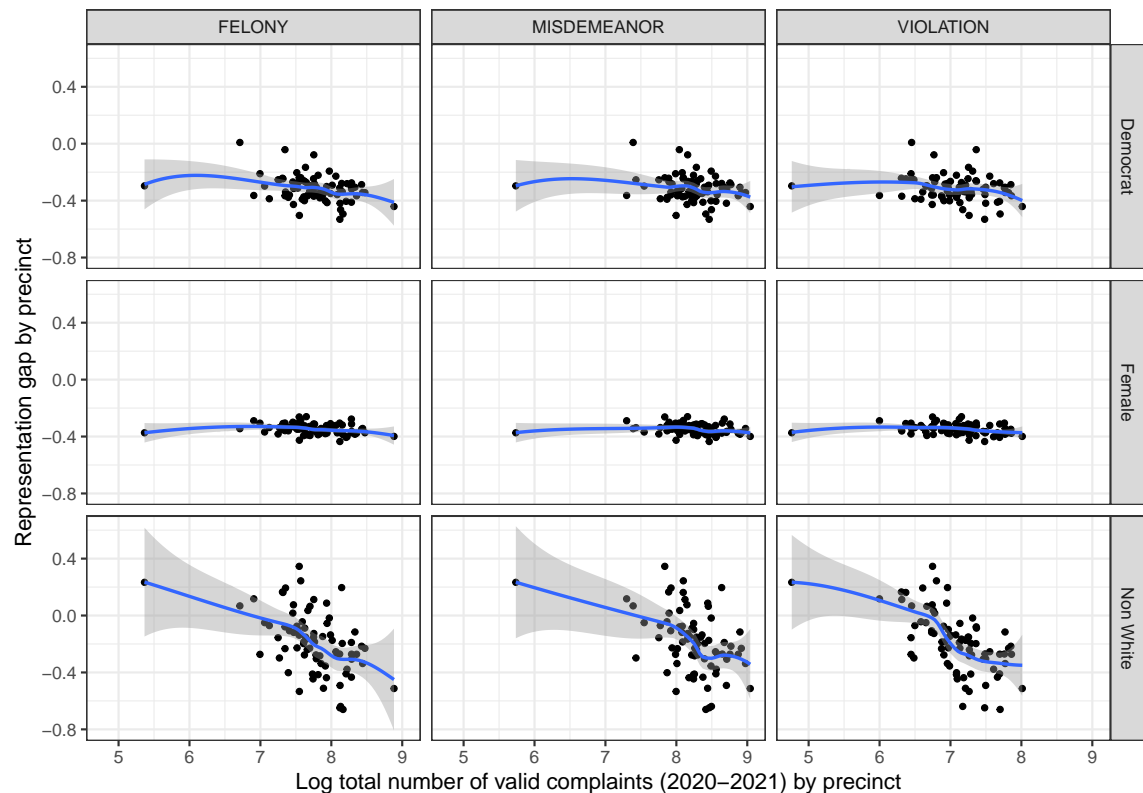 FELONY MISDEMEANOR VIOLATION
0.4
0.0
−0.4
−0.8
Democrat
0.4
0.0
−0.4
−0.8
Female
0.4
0.0
−0.4
−0.8
Non White
Representation gap by precinct
5 6 7 8 9 5 6 7 8 9 5 6 7 8 9
Log total number of valid complaints (2020−2021) by precinct